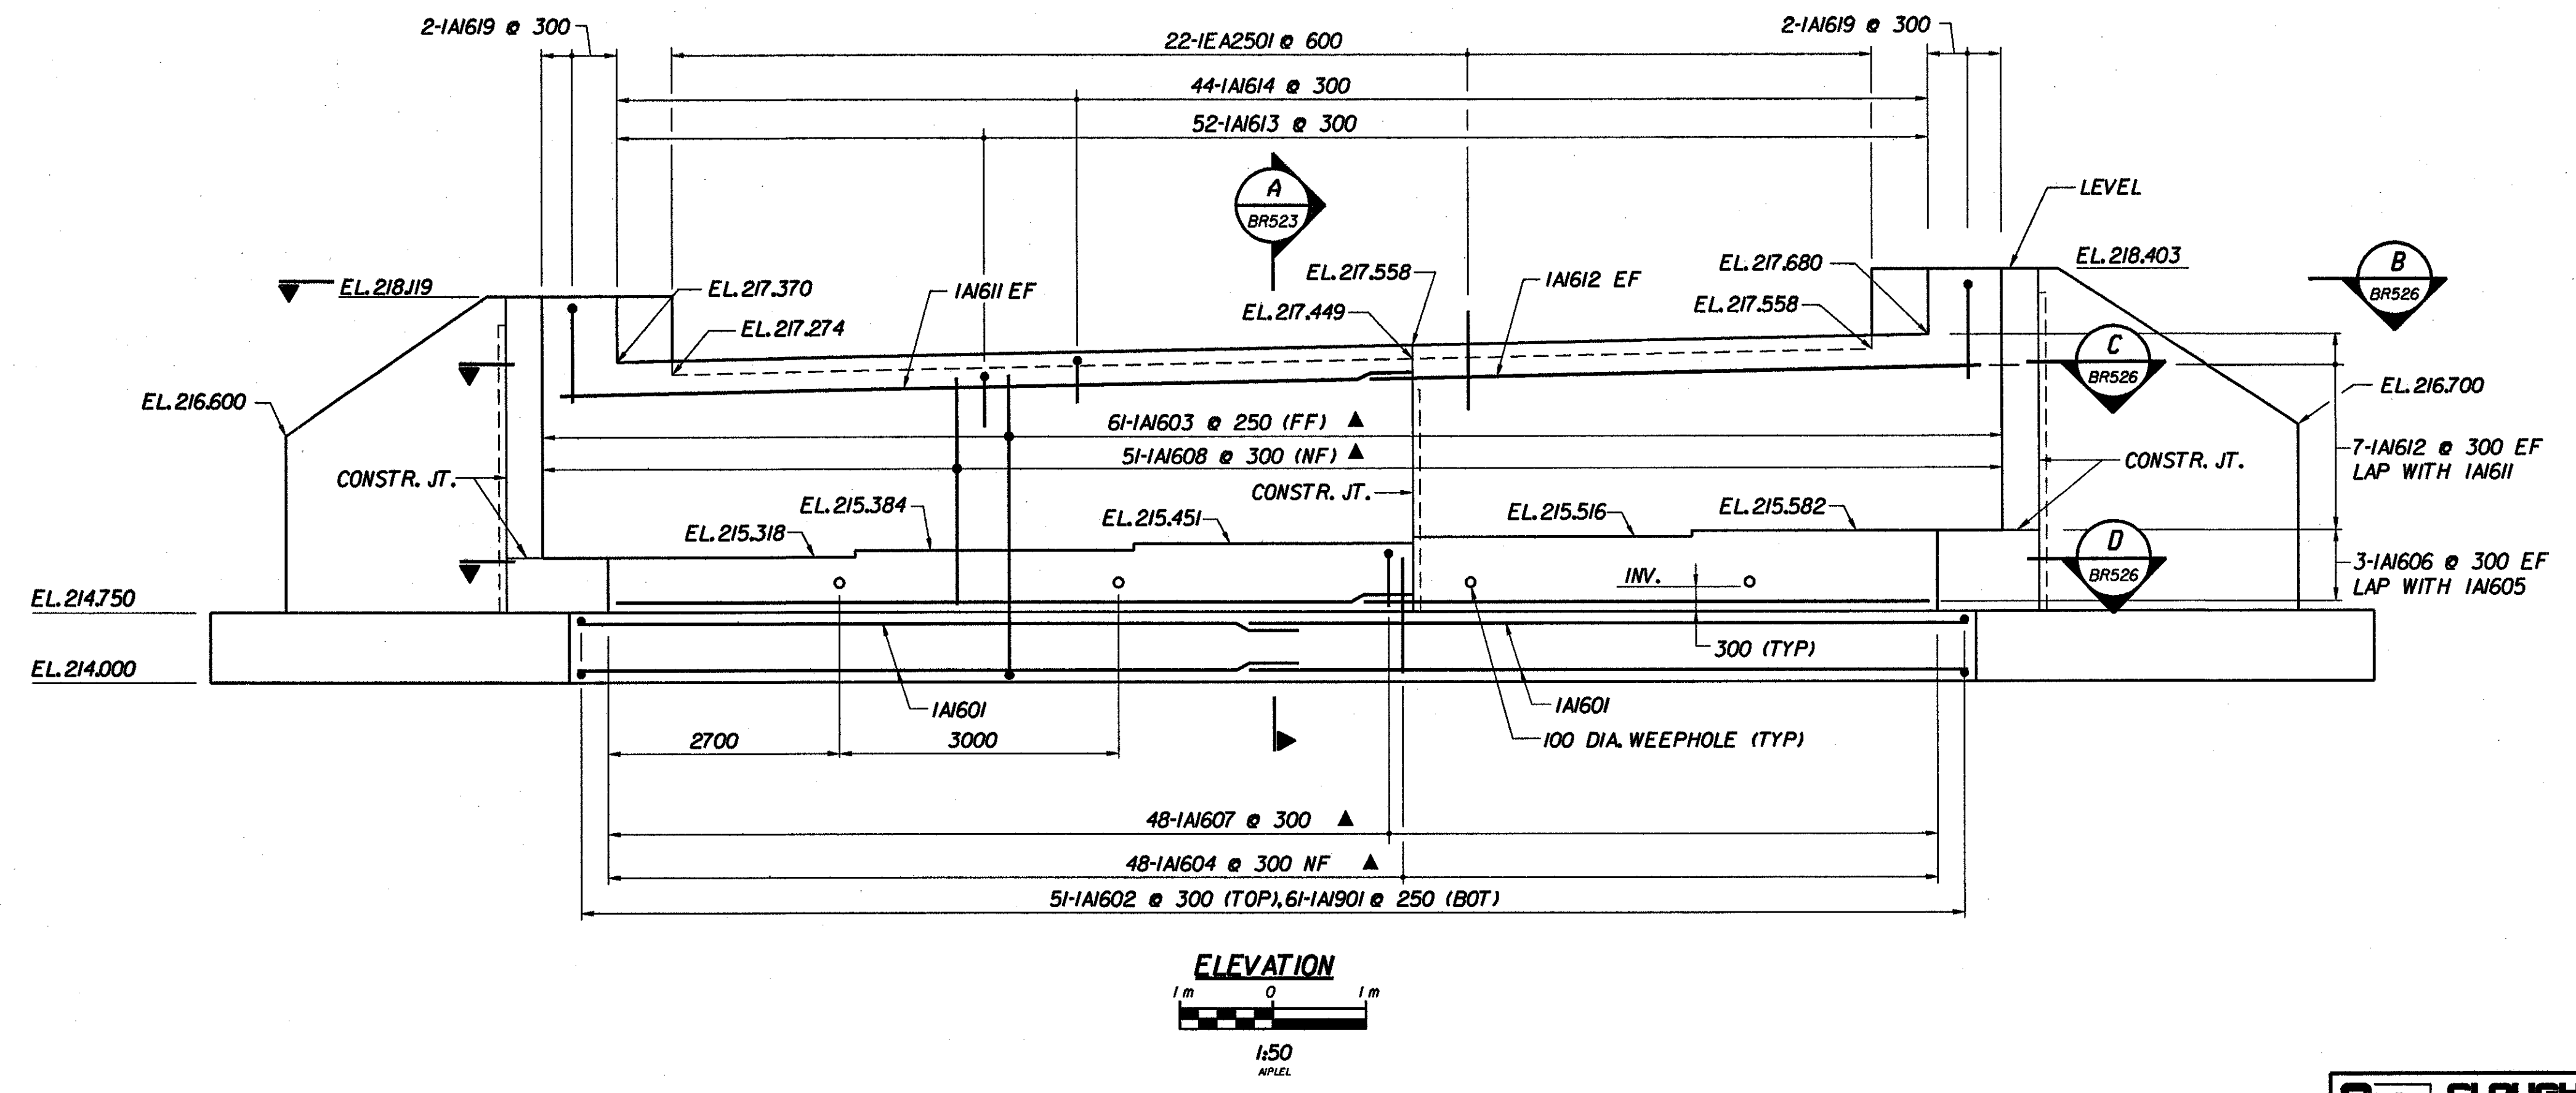 2-1A1619 @ 300
22-1EA2501 @ 600
2-1A1619 @ 300
44-1A1614 @ 300
52-1A1613 @ 300
A
BR523
LEVEL
EL. 218.119
EL. 217.370
1A1611 EF
EL. 217.558
1A1612 EF
EL. 217.680
EL. 218.403
B
BR526
EL. 217.274
EL. 217.449
EL. 217.558
C
BR526
EL. 216.600
EL. 216.700
61-1A1603 @ 250 (FF) ▲
51-1A1608 @ 300 (NF) ▲
7-1A1612 @ 300 EF
LAP WITH 1A1611
CONSTR. JT.
CONSTR. JT.
CONSTR. JT.
EL. 215.318
EL. 215.384
EL. 215.451
EL. 215.516
EL. 215.582
D
BR526
3-1A1606 @ 300 EF
LAP WITH 1A1605
INV.
EL. 214.750
300 (TYP)
EL. 214.000
1A1601
1A1601
2700
3000
100 DIA. WEEPHOLE (TYP)
48-1A1607 @ 300 ▲
48-1A1604 @ 300 NF ▲
51-1A1602 @ 300 (TOP), 61-1A1901 @ 250 (BOT)
ELEVATION
1 m 0 1 m
1:50
A1PLEL